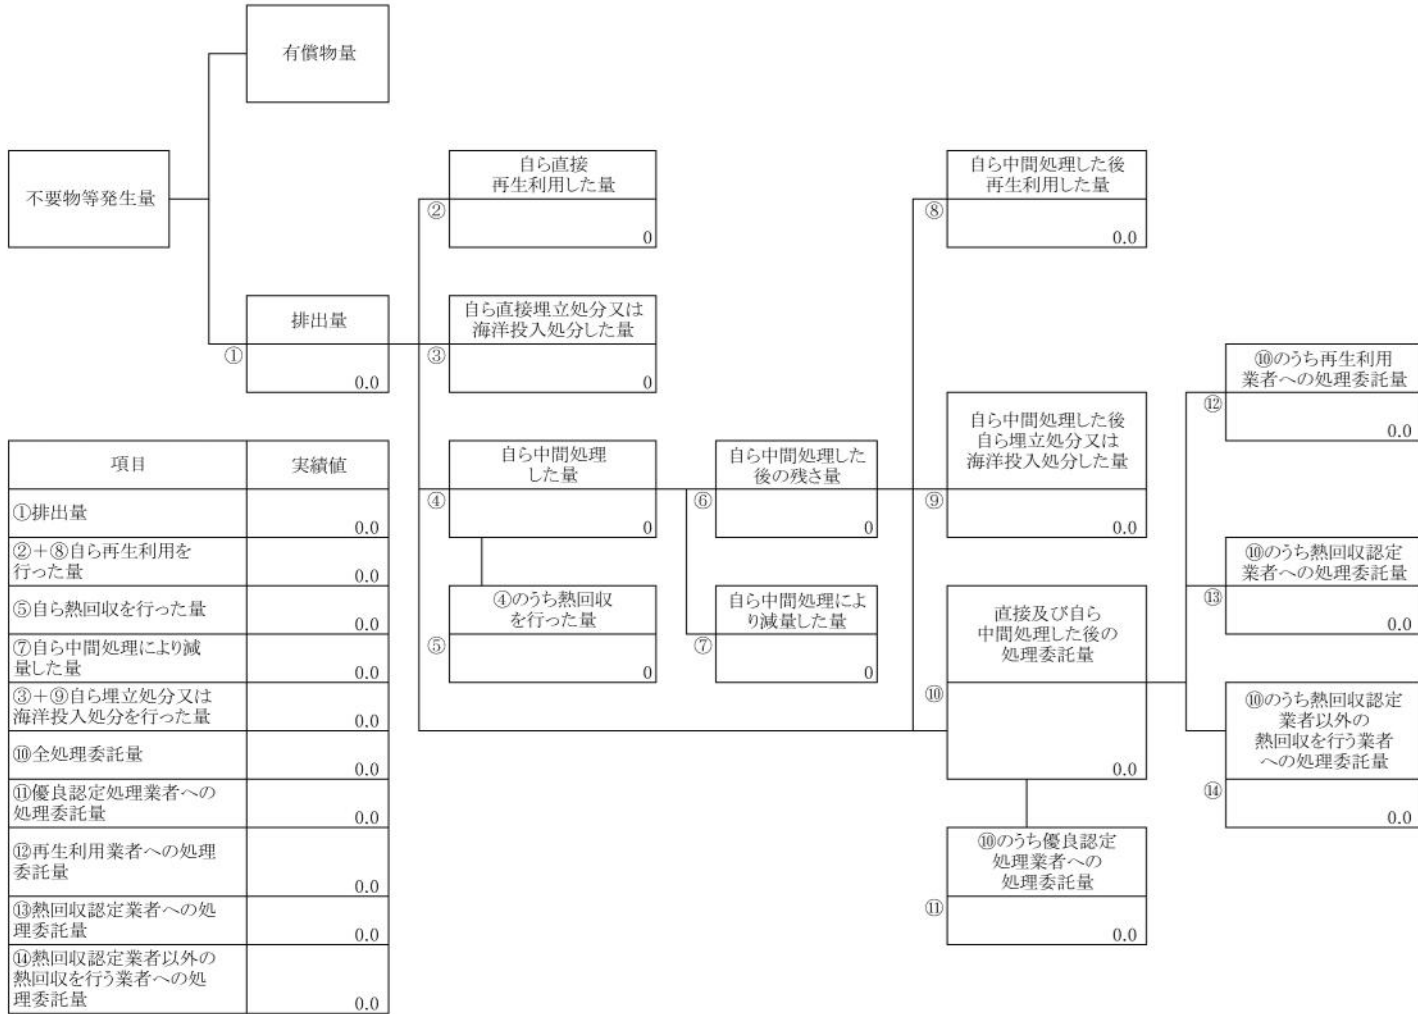 有償物量
不要物等発生量
自ら直接
再生利用した量
②
0
自ら中間処理した後
再生利用した量
⑧
0.0
排出量
①
0.0
自ら直接埋立処分又は
海洋投入処分した量
③
0
⑩のうち再生利用
業者への処理委託量
⑫
0.0
自ら中間処理
した量
④
0
自ら中間処理した
後の残さ量
⑥
0
自ら中間処理した後
自ら埋立処分又は
海洋投入処分した量
⑨
0.0
⑩のうち熱回収認定
業者への処理委託量
⑬
0.0
④のうち熱回収
を行った量
⑤
0
自ら中間処理によ
り減量した量
⑦
0
直接及び自ら
中間処理した後の
処理委託量
⑩
0.0
⑩のうち熱回収認定
業者以外の
熱回収を行う業者
への処理委託量
⑭
0.0
⑩のうち優良認定
処理業者への
処理委託量
⑪
0.0
項目 実績値
①排出量
0.0
②+⑧自ら再生利用を
行った量 0.0
⑤自ら熱回収を行った量
0.0
⑦自ら中間処理により減
量した量 0.0
③+⑨自ら埋立処分又は
海洋投入処分を行った量 0.0
⑩全処理委託量
0.0
⑪優良認定処理業者への
処理委託量 0.0
⑫再生利用業者への処理
委託量
0.0
⑬熱回収認定業者への処
理委託量 0.0
⑭熱回収認定業者以外の
熱回収を行う業者への処
理委託量 0.0